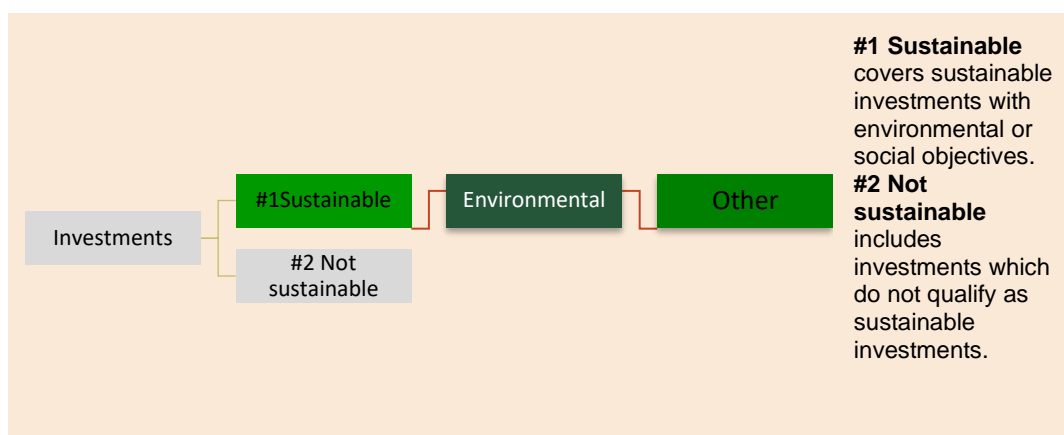 Investments
#1Sustainable
#2 Not
sustainable
Environmental
Other
#1 Sustainable
covers sustainable
investments with
environmental or
social objectives.
#2 Not
sustainable
includes
investments which
do not qualify as
sustainable
investments.